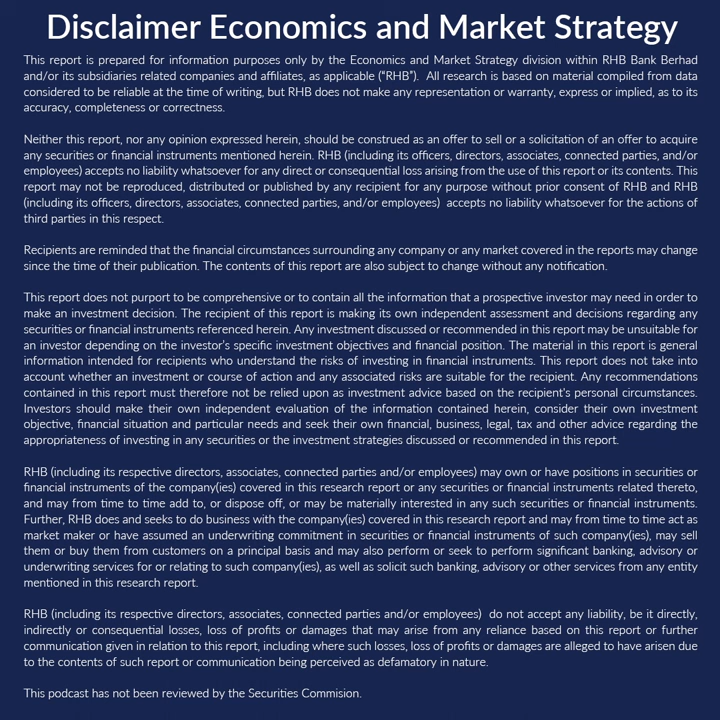 Disclaimer Economics and Market Strategy
This report is prepared for information purposes only by the Economics and Market Strategy division within RHB Bank Berhad
and/or its subsidiaries related companies and affiliates, as applicable (“RHB”). All research is based on material compiled from data
considered to be reliable at the time of writing, but RHB does not make any representation or warranty, express or implied, as to its
accuracy, completeness or correctness.
Neither this report, nor any opinion expressed herein, should be construed as an offer to sell or a solicitation of an offer to acquire
any securities or financial instruments mentioned herein. RHB (including its officers, directors, associates, connected parties, and/or
employees) accepts no liability whatsoever for any direct or consequential loss arising from the use of this report or its contents. This
report may not be reproduced, distributed or published by any recipient for any purpose without prior consent of RHB and RHB
(including its officers, directors, associates, connected parties, and/or employees) accepts no liability whatsoever for the actions of
third parties in this respect.
Recipients are reminded that the financial circumstances surrounding any company or any market covered in the reports may change
since the time of their publication. The contents of this report are also subject to change without any notification.
This report does not purport to be comprehensive or to contain all the information that a prospective investor may need in order to
make an investment decision. The recipient of this report is making its own independent assessment and decisions regarding any
securities or financial instruments referenced herein. Any investment discussed or recommended in this report may be unsuitable for
an investor depending on the investor’s specific investment objectives and financial position. The material in this report is general
information intended for recipients who understand the risks of investing in financial instruments. This report does not take into
account whether an investment or course of action and any associated risks are suitable for the recipient. Any recommendations
contained in this report must therefore not be relied upon as investment advice based on the recipient's personal circumstances.
Investors should make their own independent evaluation of the information contained herein, consider their own investment
objective, financial situation and particular needs and seek their own financial, business, legal, tax and other advice regarding the
appropriateness of investing in any securities or the investment strategies discussed or recommended in this report.
RHB (including its respective directors, associates, connected parties and/or employees) may own or have positions in securities or
financial instruments of the company(ies) covered in this research report or any securities or financial instruments related thereto,
and may from time to time add to, or dispose off, or may be materially interested in any such securities or financial instruments.
Further, RHB does and seeks to do business with the company(ies) covered in this research report and may from time to time act as
market maker or have assumed an underwriting commitment in securities or financial instruments of such company(ies), may sell
them or buy them from customers on a principal basis and may also perform or seek to perform significant banking, advisory or
underwriting services for or relating to such company(ies), as well as solicit such banking, advisory or other services from any entity
mentioned in this research report.
RHB (including its respective directors, associates, connected parties and/or employees) do not accept any liability, be it directly,
indirectly or consequential losses, loss of profits or damages that may arise from any reliance based on this report or further
communication given in relation to this report, including where such losses, loss of profits or damages are alleged to have arisen due
to the contents of such report or communication being perceived as defamatory in nature.
This podcast has not been reviewed by the Securities Commision.